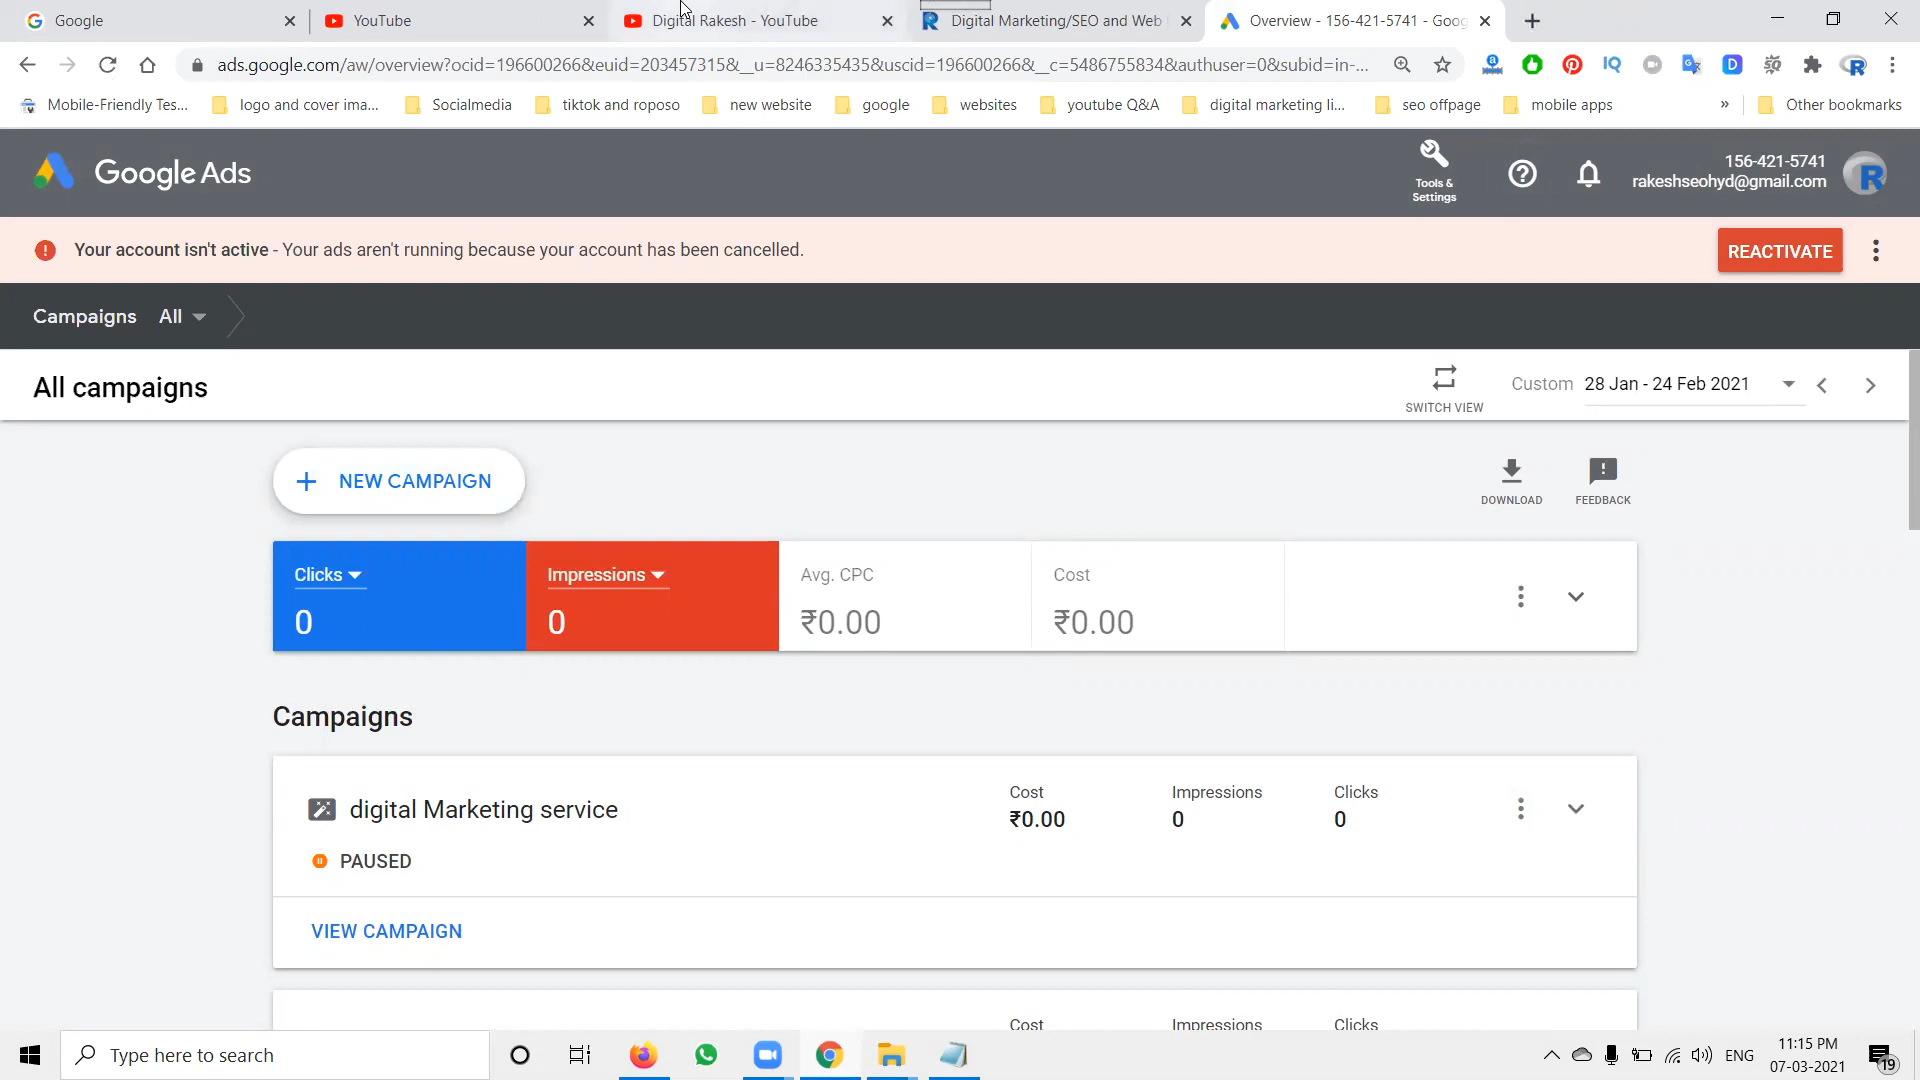 Google
YouTube
Digital Rakesh - YouTube
Digital Marketing/SEO and Web
Overview - 156-421-5741 - Goog
ads.google.com/aw/overview?ocid=196600266&euid=203457315&__u=8246335435&uscid=196600266&__c=5486755834&authuser=0&subid=in-...
Mobile-Friendly Tes...
logo and cover ima...
Socialmedia
tiktok and roposo
new website
google
websites
youtube Q&A
digital marketing li...
seo offpage
mobile apps
»
Other bookmarks
Google Ads
Tools &
Settings
156-421-5741
rakeshseohyd@gmail.com
Your account isn't active - Your ads aren't running because your account has been cancelled.
REACTIVATE
Campaigns All
All campaigns
SWITCH VIEW
Custom 28 Jan - 24 Feb 2021
+ NEW CAMPAIGN
DOWNLOAD
FEEDBACK
Clicks
0
Impressions
0
Avg. CPC
₹0.00
Cost
₹0.00
Campaigns
digital Marketing service
PAUSED
Cost
₹0.00
Impressions
0
Clicks
0
VIEW CAMPAIGN
Cost
Impressions
Clicks
Type here to search
ENG
11:15 PM
07-03-2021
19